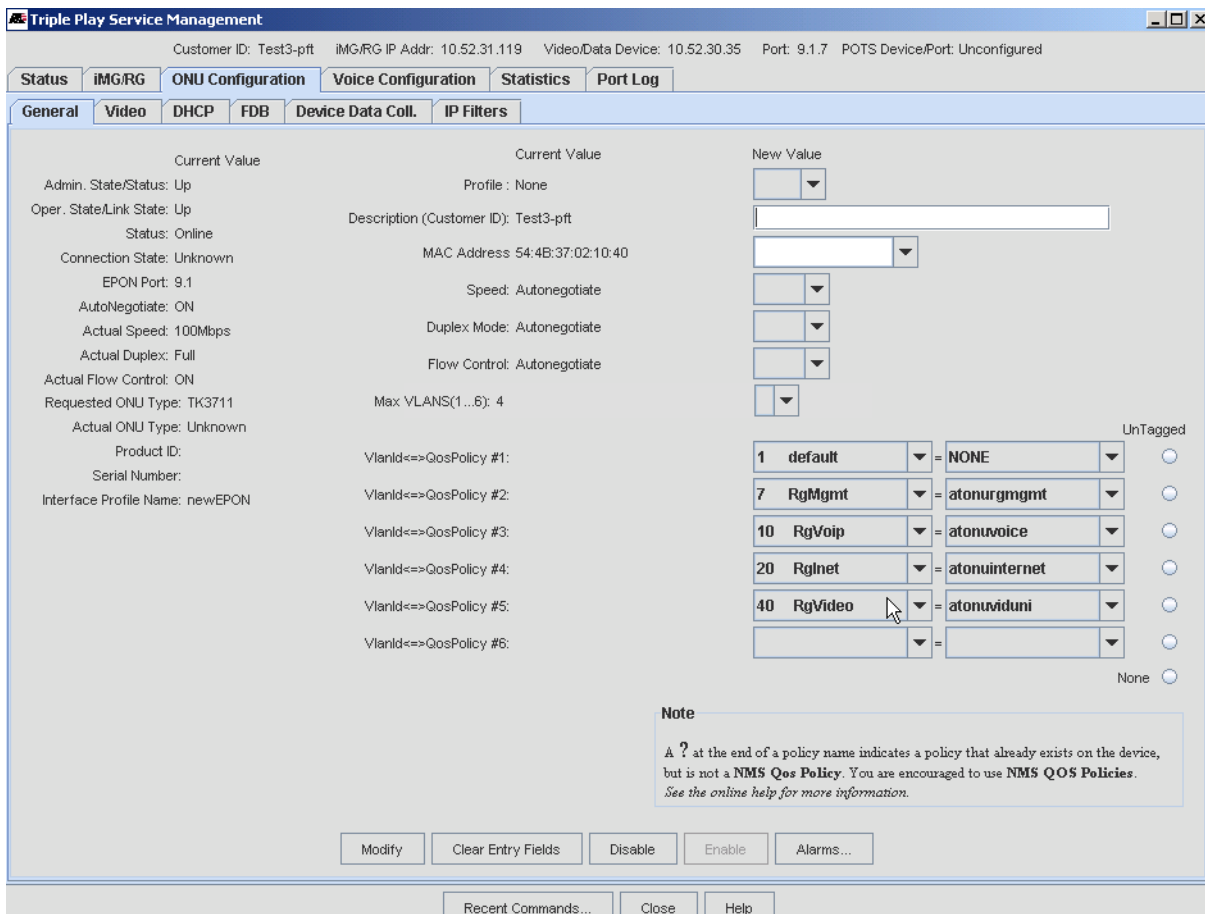 Triple Play Service Management
Customer ID: Test3-pft iMG/RG IP Addr: 10.52.31.119 Video/Data Device: 10.52.30.35 Port: 9.1.7 POTS Device/Port: Unconfigured
Status iMG/RG ONU Configuration Voice Configuration Statistics Port Log
General Video DHCP FDB Device Data Coll. IP Filters
Current Value
Admin. State/Status: Up
Oper. State/Link State: Up
Status: Online
Connection State: Unknown
EPON Port: 9.1
AutoNegotiate: ON
Actual Speed: 100Mbps
Actual Duplex: Full
Actual Flow Control: ON
Requested ONU Type: TK3711
Actual ONU Type: Unknown
Product ID:
Serial Number:
Interface Profile Name: newEPON
Current Value New Value
Profile : None
Description (Customer ID): Test3-pft
MAC Address 54:4B:37:02:10:40
Speed: Autonegotiate
Duplex Mode: Autonegotiate
Flow Control: Autonegotiate
Max VLANS(1...6): 4
UnTagged
VlanId<=>QosPolicy #1: 1 default = NONE
VlanId<=>QosPolicy #2: 7 RgMgmt = atonurgmgmt
VlanId<=>QosPolicy #3: 10 RgVoip = atonuvoice
VlanId<=>QosPolicy #4: 20 RgInet = atonuinternet
VlanId<=>QosPolicy #5: 40 RgVideo = atonuviduni
VlanId<=>QosPolicy #6: =
None
Note
A ? at the end of a policy name indicates a policy that already exists on the device,
but is not a NMS Qos Policy. You are encouraged to use NMS QOS Policies.
See the online help for more information.
Modify Clear Entry Fields Disable Enable Alarms...
Recent Commands... Close Help